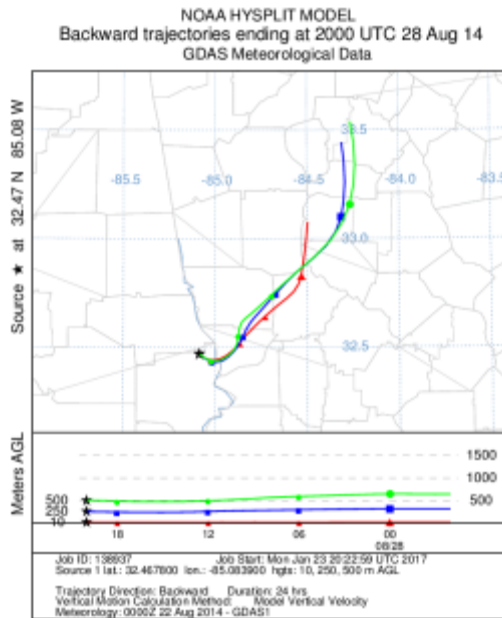 NOAA HYSPLIT MODEL
Backward trajectories ending at 2000 UTC 28 Aug 14
GDAS Meteorological Data
Source ★ at 32.47 N 85.08 W
33.5
-85.5 -85.0 -84.5 -84.0 -83.5
33.0
32.5
Meters AGL
1500
1000
500 500
250
10
18 12 06 00
08/28
Job ID: 138937 Job Start: Mon Jan 23 20:22:59 UTC 2017
Source 1 lat.: 32.467800 lon.: -85.083900 hgts: 10, 250, 500 m AGL
Trajectory Direction: Backward Duration: 24 hrs
Vertical Motion Calculation Method: Model Vertical Velocity
Meteorology: 0000Z 22 Aug 2014 - GDAS1